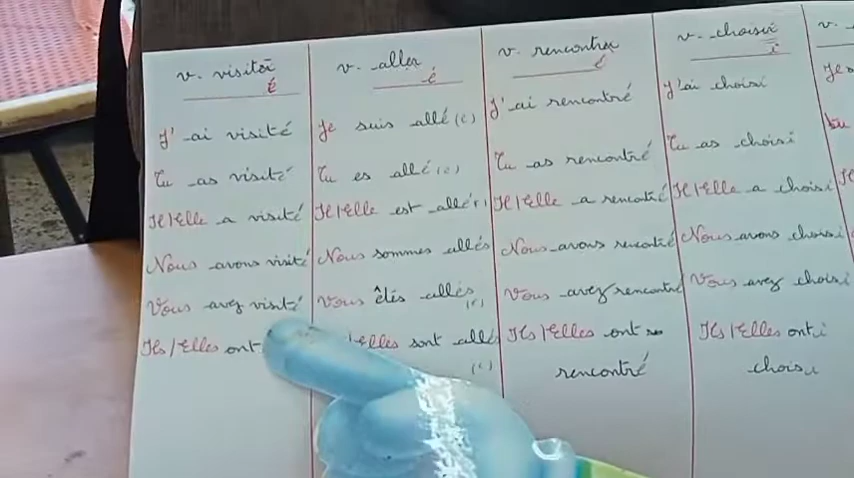 v. visiter
é
J'ai visité
Tu as visité
Il/Elle a visité
Nous avons visité
Vous avez visité
Ils/Elles ont
v. aller
é
Je suis allé(e)
Tu es allé(e)
Il/Elle est allé
Nous sommes allés
Vous êtes allés
(e)
Elles sont allé
(e)
v. rencontrer
é
J'ai rencontré
Tu as rencontré
Il/Elle a rencontré
Nous avons rencontré
Vous avez rencontré
Ils/Elles ont
rencontré
v. choisir
i
J'ai choisi
Tu as choisi
Il/Elle a choisi
Nous avons choisi
Vous avez choisi
Ils/Elles ont
choisi
v.